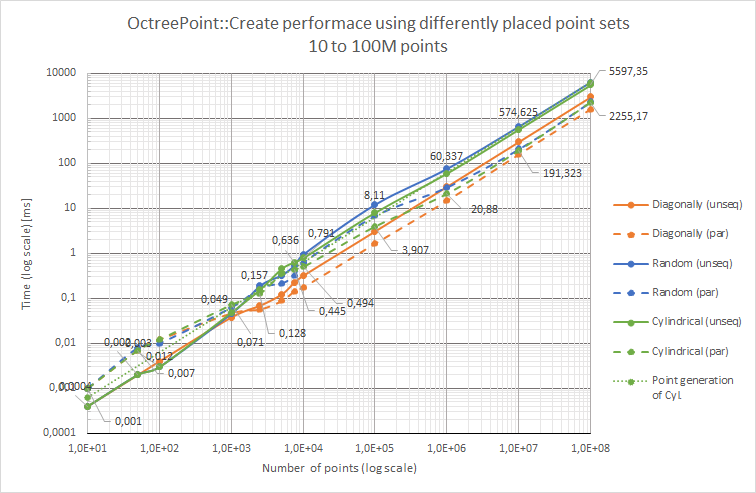 OctreePoint::Create performace using differently placed point sets
10 to 100M points
Time (log scale) [ms]
10000
1000
100
10
1
0,1
0,01
0,001
0,0001
1,0E+01
1,0E+02
1,0E+03
1,0E+04
1,0E+05
1,0E+06
1,0E+07
1,0E+08
Number of points (log scale)
5597,35
2255,17
574,625
191,323
60,337
20,88
8,11
3,907
0,791
0,636
0,494
0,445
0,157
0,128
0,049
0,071
0,003
0,012
0,007
0,001
Diagonally (unseq)
Diagonally (par)
Random (unseq)
Random (par)
Cylindrical (unseq)
Cylindrical (par)
Point generation
of Cyl.